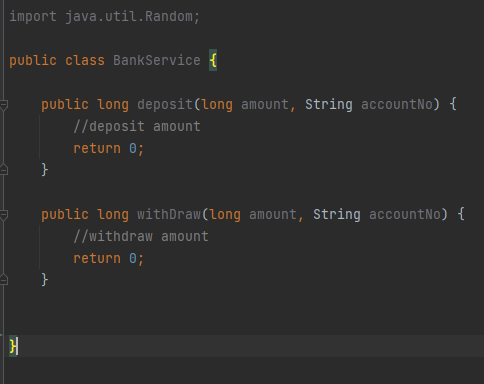 import java.util.Random;
public class BankService {
public long deposit(long amount, String accountNo) {
//deposit amount
return 0;
}
public long withDraw(long amount, String accountNo) {
//withdraw amount
return 0;
}
}